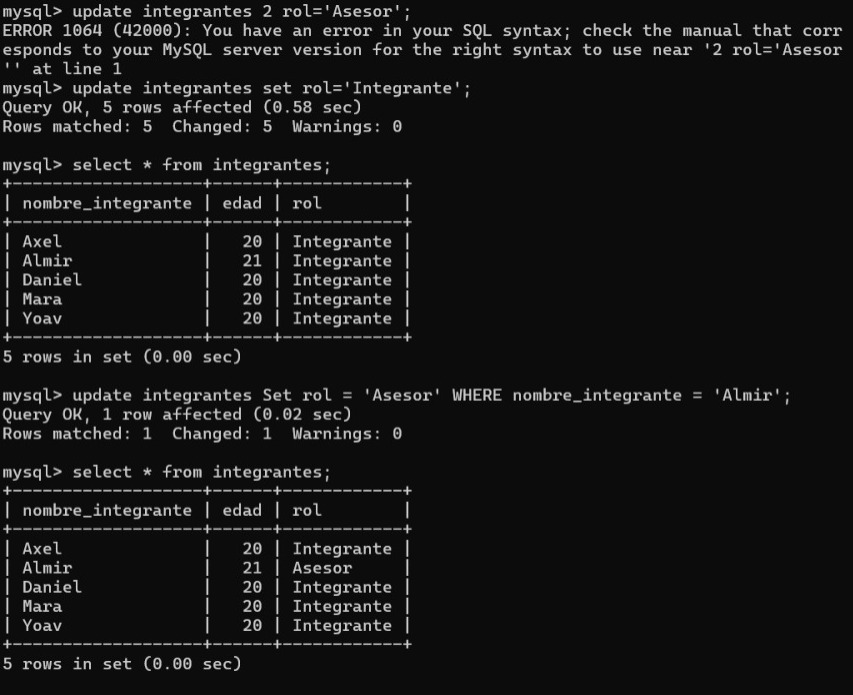 mysql> update integrantes 2 rol='Asesor';
ERROR 1064 (42000): You have an error in your SQL syntax; check the manual that corr
esponds to your MySQL server version for the right syntax to use near '2 rol='Asesor
'' at line 1
mysql> update integrantes set rol='Integrante';
Query OK, 5 rows affected (0.58 sec)
Rows matched: 5  Changed: 5  Warnings: 0

mysql> select * from integrantes;
+-------------------+------+------------+
| nombre_integrante | edad | rol        |
+-------------------+------+------------+
| Axel              |   20 | Integrante |
| Almir             |   21 | Integrante |
| Daniel            |   20 | Integrante |
| Mara              |   20 | Integrante |
| Yoav              |   20 | Integrante |
+-------------------+------+------------+
5 rows in set (0.00 sec)

mysql> update integrantes Set rol = 'Asesor' WHERE nombre_integrante = 'Almir';
Query OK, 1 row affected (0.02 sec)
Rows matched: 1  Changed: 1  Warnings: 0

mysql> select * from integrantes;
+-------------------+------+------------+
| nombre_integrante | edad | rol        |
+-------------------+------+------------+
| Axel              |   20 | Integrante |
| Almir             |   21 | Asesor     |
| Daniel            |   20 | Integrante |
| Mara              |   20 | Integrante |
| Yoav              |   20 | Integrante |
+-------------------+------+------------+
5 rows in set (0.00 sec)